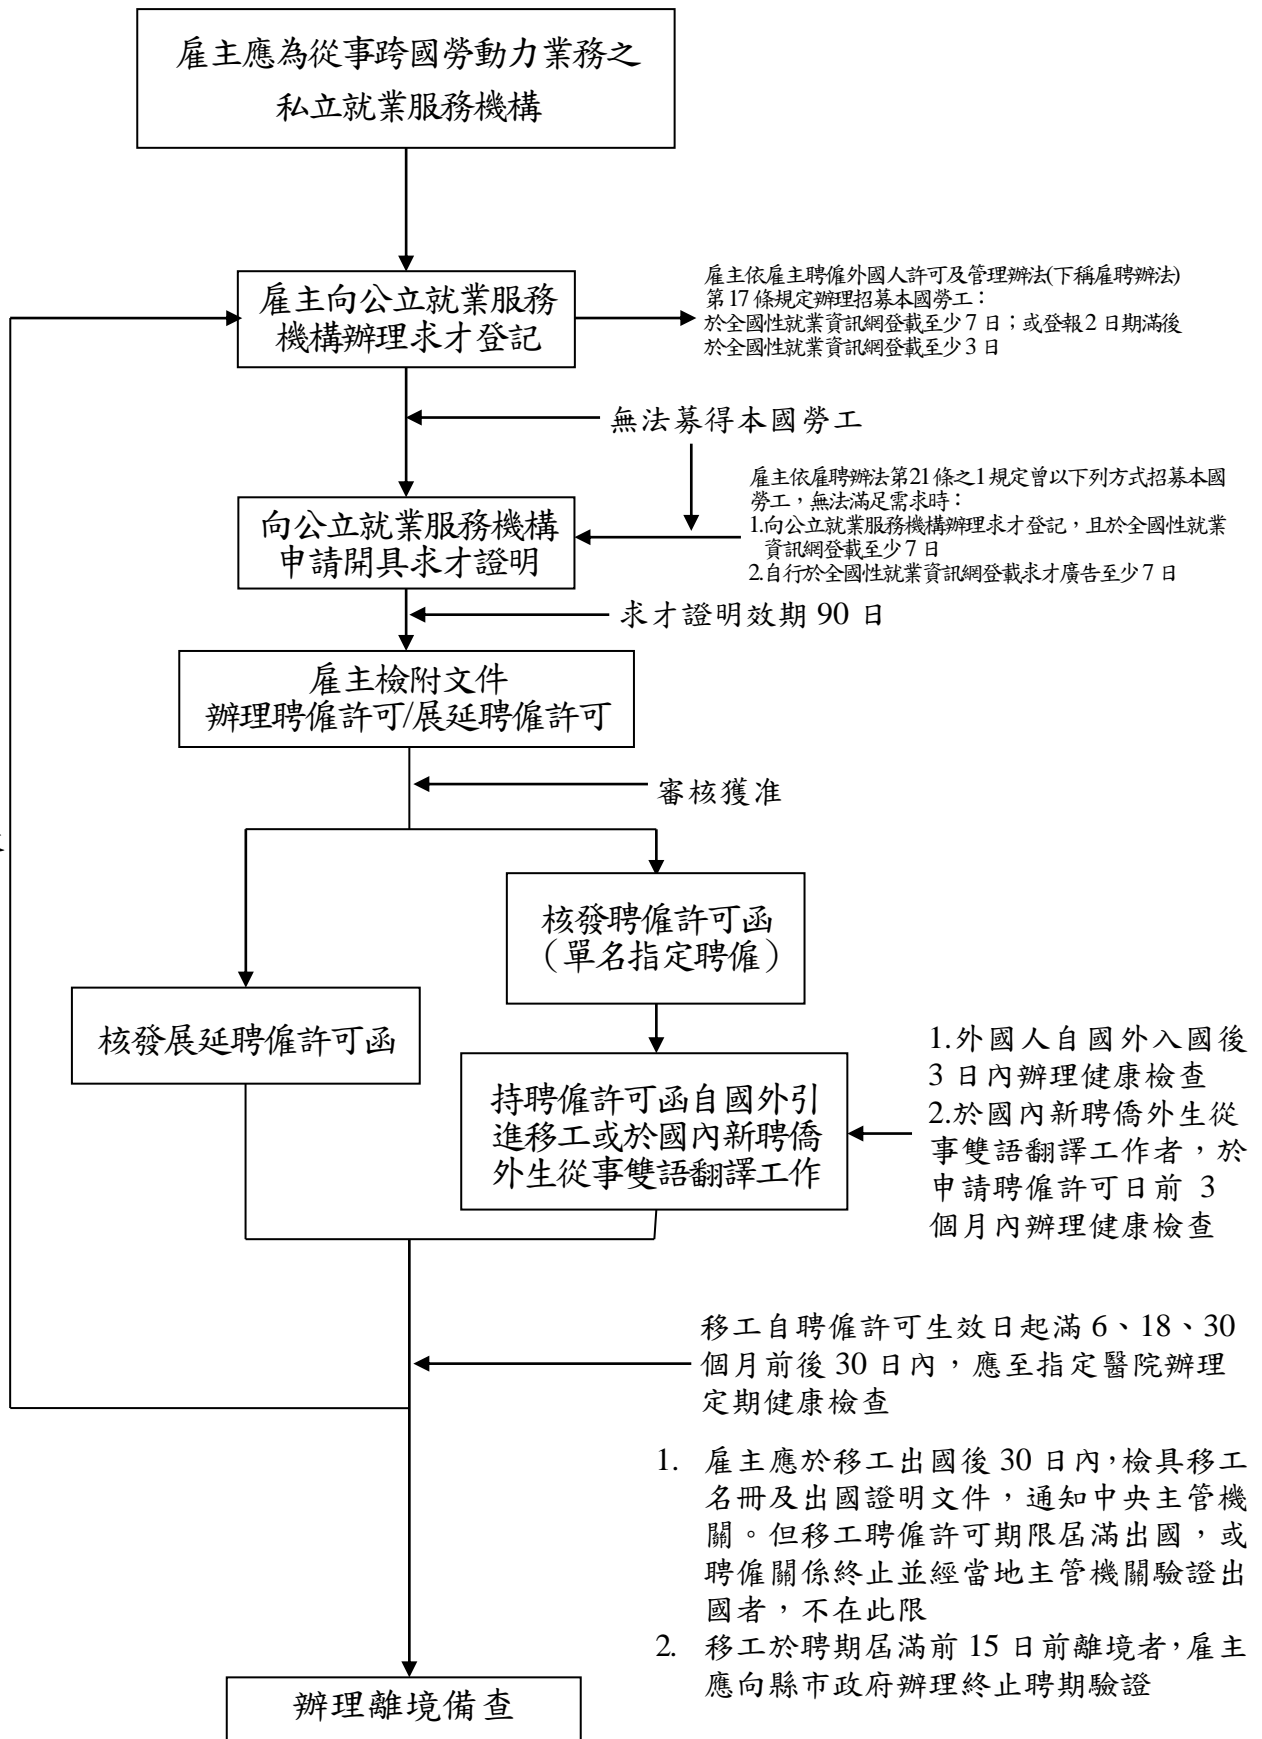 雇主應為從事跨國勞動力業務之
私立就業服務機構
雇主向公立就業服務
機構辦理求才登記
雇主依雇主聘僱外國人許可及管理辦法(下稱雇聘辦法)
第17條規定辦理招募本國勞工：
於全國性就業資訊網登載至少7日；或登報2日期滿後
於全國性就業資訊網登載至少3日
無法募得本國勞工
雇主依雇聘辦法第21條之1規定曾以下列方式招募本國
勞工，無法滿足需求時：
1.向公立就業服務機構辦理求才登記，且於全國性就業
資訊網登載至少7日
2.自行於全國性就業資訊網登載求才廣告至少7日
向公立就業服務機構
申請開具求才證明
求才證明效期90日
雇主檢附文件
辦理聘僱許可/展延聘僱許可
審核獲准
核發聘僱許可函
（單名指定聘僱）
核發展延聘僱許可函
持聘僱許可函自國外引
進移工或於國內新聘僑
外生從事雙語翻譯工作
1.外國人自國外入國後
3日內辦理健康檢查
2.於國內新聘僑外生從
事雙語翻譯工作者，於
申請聘僱許可日前 3
個月內辦理健康檢查
移工自聘僱許可生效日起滿6、18、30
個月前後30日內，應至指定醫院辦理
定期健康檢查
1. 雇主應於移工出國後30日內，檢具移工
名冊及出國證明文件，通知中央主管機
關。但移工聘僱許可期限屆滿出國，或
聘僱關係終止並經當地主管機關驗證出
國者，不在此限
2. 移工於聘期屆滿前15日前離境者，雇主
應向縣市政府辦理終止聘期驗證
辦理離境備查